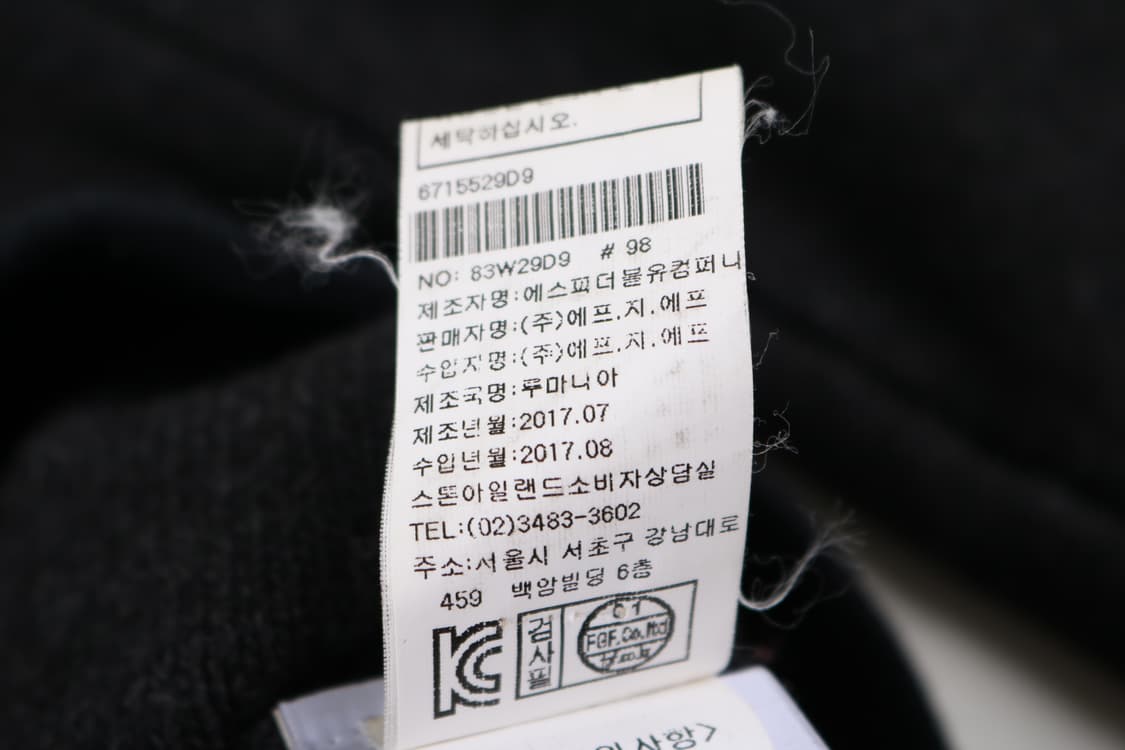 세탁하십시오.
6715529D9
NO: 83W29D9 # 98
제조자명:에스피더블유컴퍼니
판매자명:(주)에프.지.에프
수입자명:(주)에프.지.에프
제조국명:루마니아
제조년월:2017.07
수입년월:2017.08
스톤아일랜드소비자상담실
TEL:(02)3483-3602
주소:서울시 서초구 강남대로
459 백암빌딩 6층
KC
검사필
01
FGF.Co.ltd
사항>